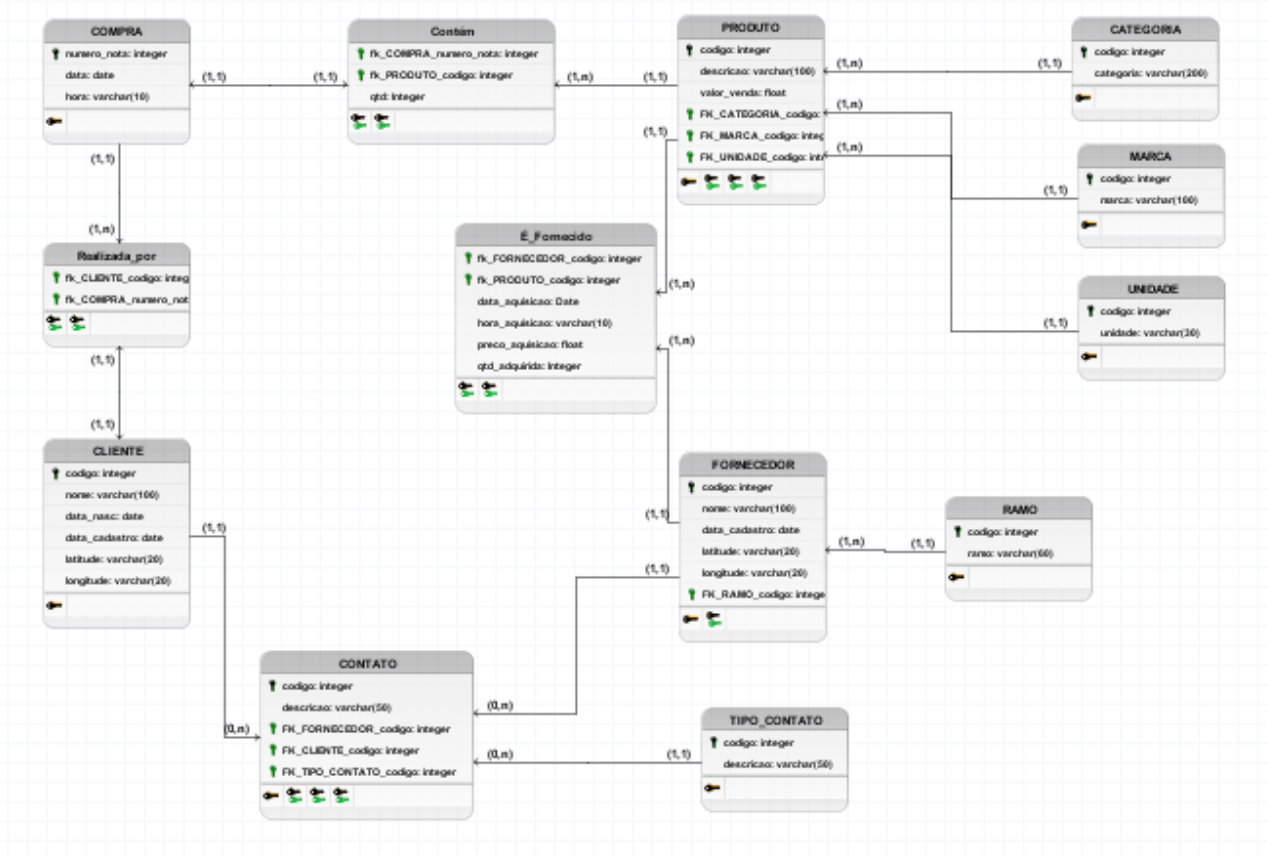 COMPRA
numero_nota: integer
data: date
hora: varchar(10)
(1,1)
(1,1)
Contém
fk_COMPRA_numero_nota: integer
fk_PRODUTO_codigo: integer
qtd: Integer
(1,n)
(1,1)
PRODUTO
codigo: integer
descricao: varchar(100)
valor_venda: float
FK_CATEGORIA_codigo:
FK_MARCA_codigo: integ
FK_UNIDADE_codigo: int
(1,n)
(1,1)
(1,n)
(1,n)
CATEGORIA
codigo: integer
categoria: varchar(200)
MARCA
codigo: integer
marca: varchar(100)
(1,1)
UNIDADE
codigo: integer
unidade: varchar(30)
(1,1)
(1,1)
(1,1)
(1,n)
Realizada_por
fk_CLIENTE_codigo: integ
fk_COMPRA_numero_not
(1,1)
(1,1)
É_Fornecido
fk_FORNECEDOR_codigo: integer
fk_PRODUTO_codigo: integer
data_aquisicao: Date
hora_aquisicao: varchar(10)
preco_aquisicao: float
qtd_adquirida: Integer
(1,n)
(1,n)
CLIENTE
codigo: integer
nome: varchar(100)
data_nasc: date
data_cadastro: date
latitude: varchar(20)
longitude: varchar(20)
(1,1)
FORNECEDOR
codigo: integer
nome: varchar(100)
data_cadastro: date
latitude: varchar(20)
longitude: varchar(20)
FK_RAMO_codigo: intege
(1,1)
(1,1)
(1,n)
(1,1)
RAMO
codigo: integer
ramo: varchar(60)
CONTATO
codigo: integer
descricao: varchar(50)
FK_FORNECEDOR_codigo: integer
FK_CLIENTE_codigo: integer
FK_TIPO_CONTATO_codigo: integer
(0,n)
(0,n)
(0,n)
(1,1)
TIPO_CONTATO
codigo: integer
descricao: varchar(50)